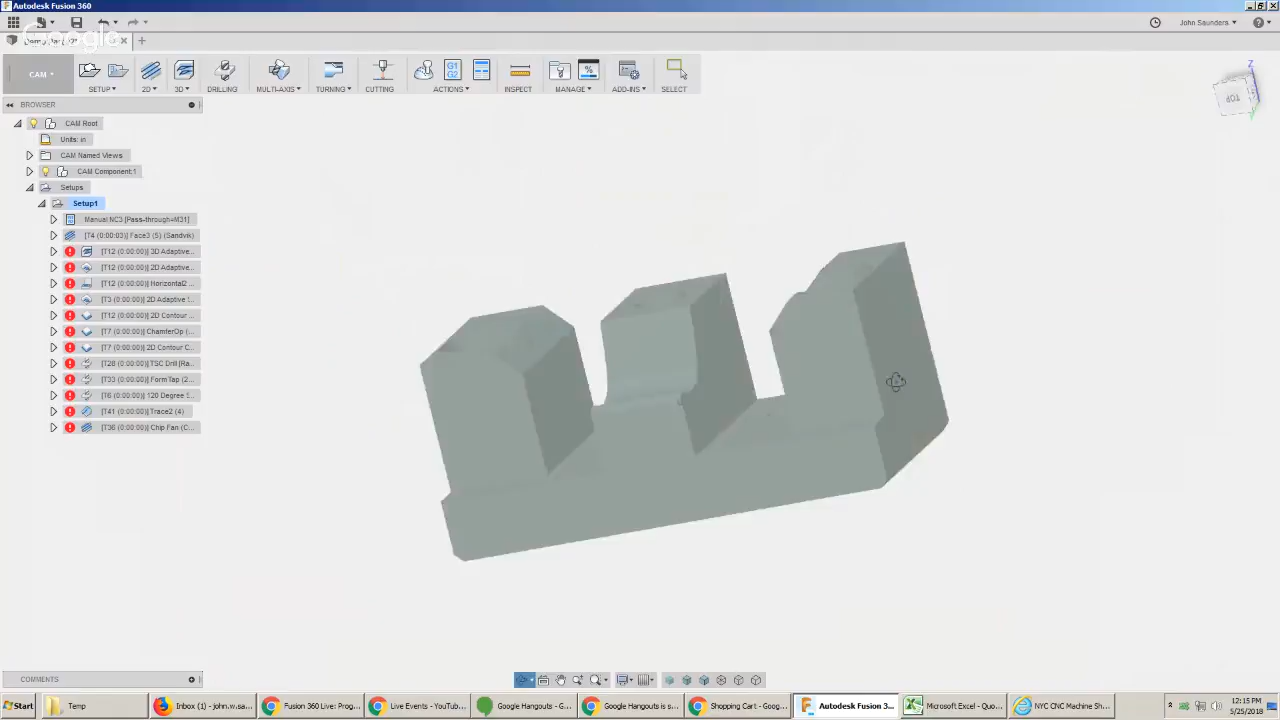 Autodesk Fusion 360
Google
John Saunders
CAM
SETUP
2D
3D
DRILLING
MULTI-AXIS
TURNING
CUTTING
G1
G2
ACTIONS
INSPECT
MANAGE
ADD-INS
SELECT
BROWSER
Z
TOP
CAM Root
Units: in
CAM Named Views
CAM Component:1
Setups
Setup1
Manual NC3 [Pass-through=M31]
[T4 (0:00:03)] Face3 (5) (Sandvik)
[T12 (0:00:00)] 3D Adaptive...
[T12 (0:00:00)] 2D Adaptive...
[T12 (0:00:00)] Horizontal2...
[T3 (0:00:00)] 2D Adaptive
[T12 (0:00:00)] 2D Contour
[T7 (0:00:00)] ChamferOp (...
[T7 (0:00:00)] 2D Contour C...
[T28 (0:00:00)] TSC Drill [Ra...
[T33 (0:00:00)] FormTap (2...
[T6 (0:00:00)] 120 Degree
[T41 (0:00:00)] Trace2 (4)
[T36 (0:00:00)] Chip Fan (C...
COMMENTS
Start
Temp
Inbox (1) - john.w.sa...
Fusion 360 Live: Prog...
Live Events - YouTub...
Google Hangouts - G...
Google Hangouts is s...
Shopping Cart - Goog...
Autodesk Fusion 3...
Microsoft Excel - Quo...
NYC CNC Machine Sh...
12:15 PM
5/25/2018